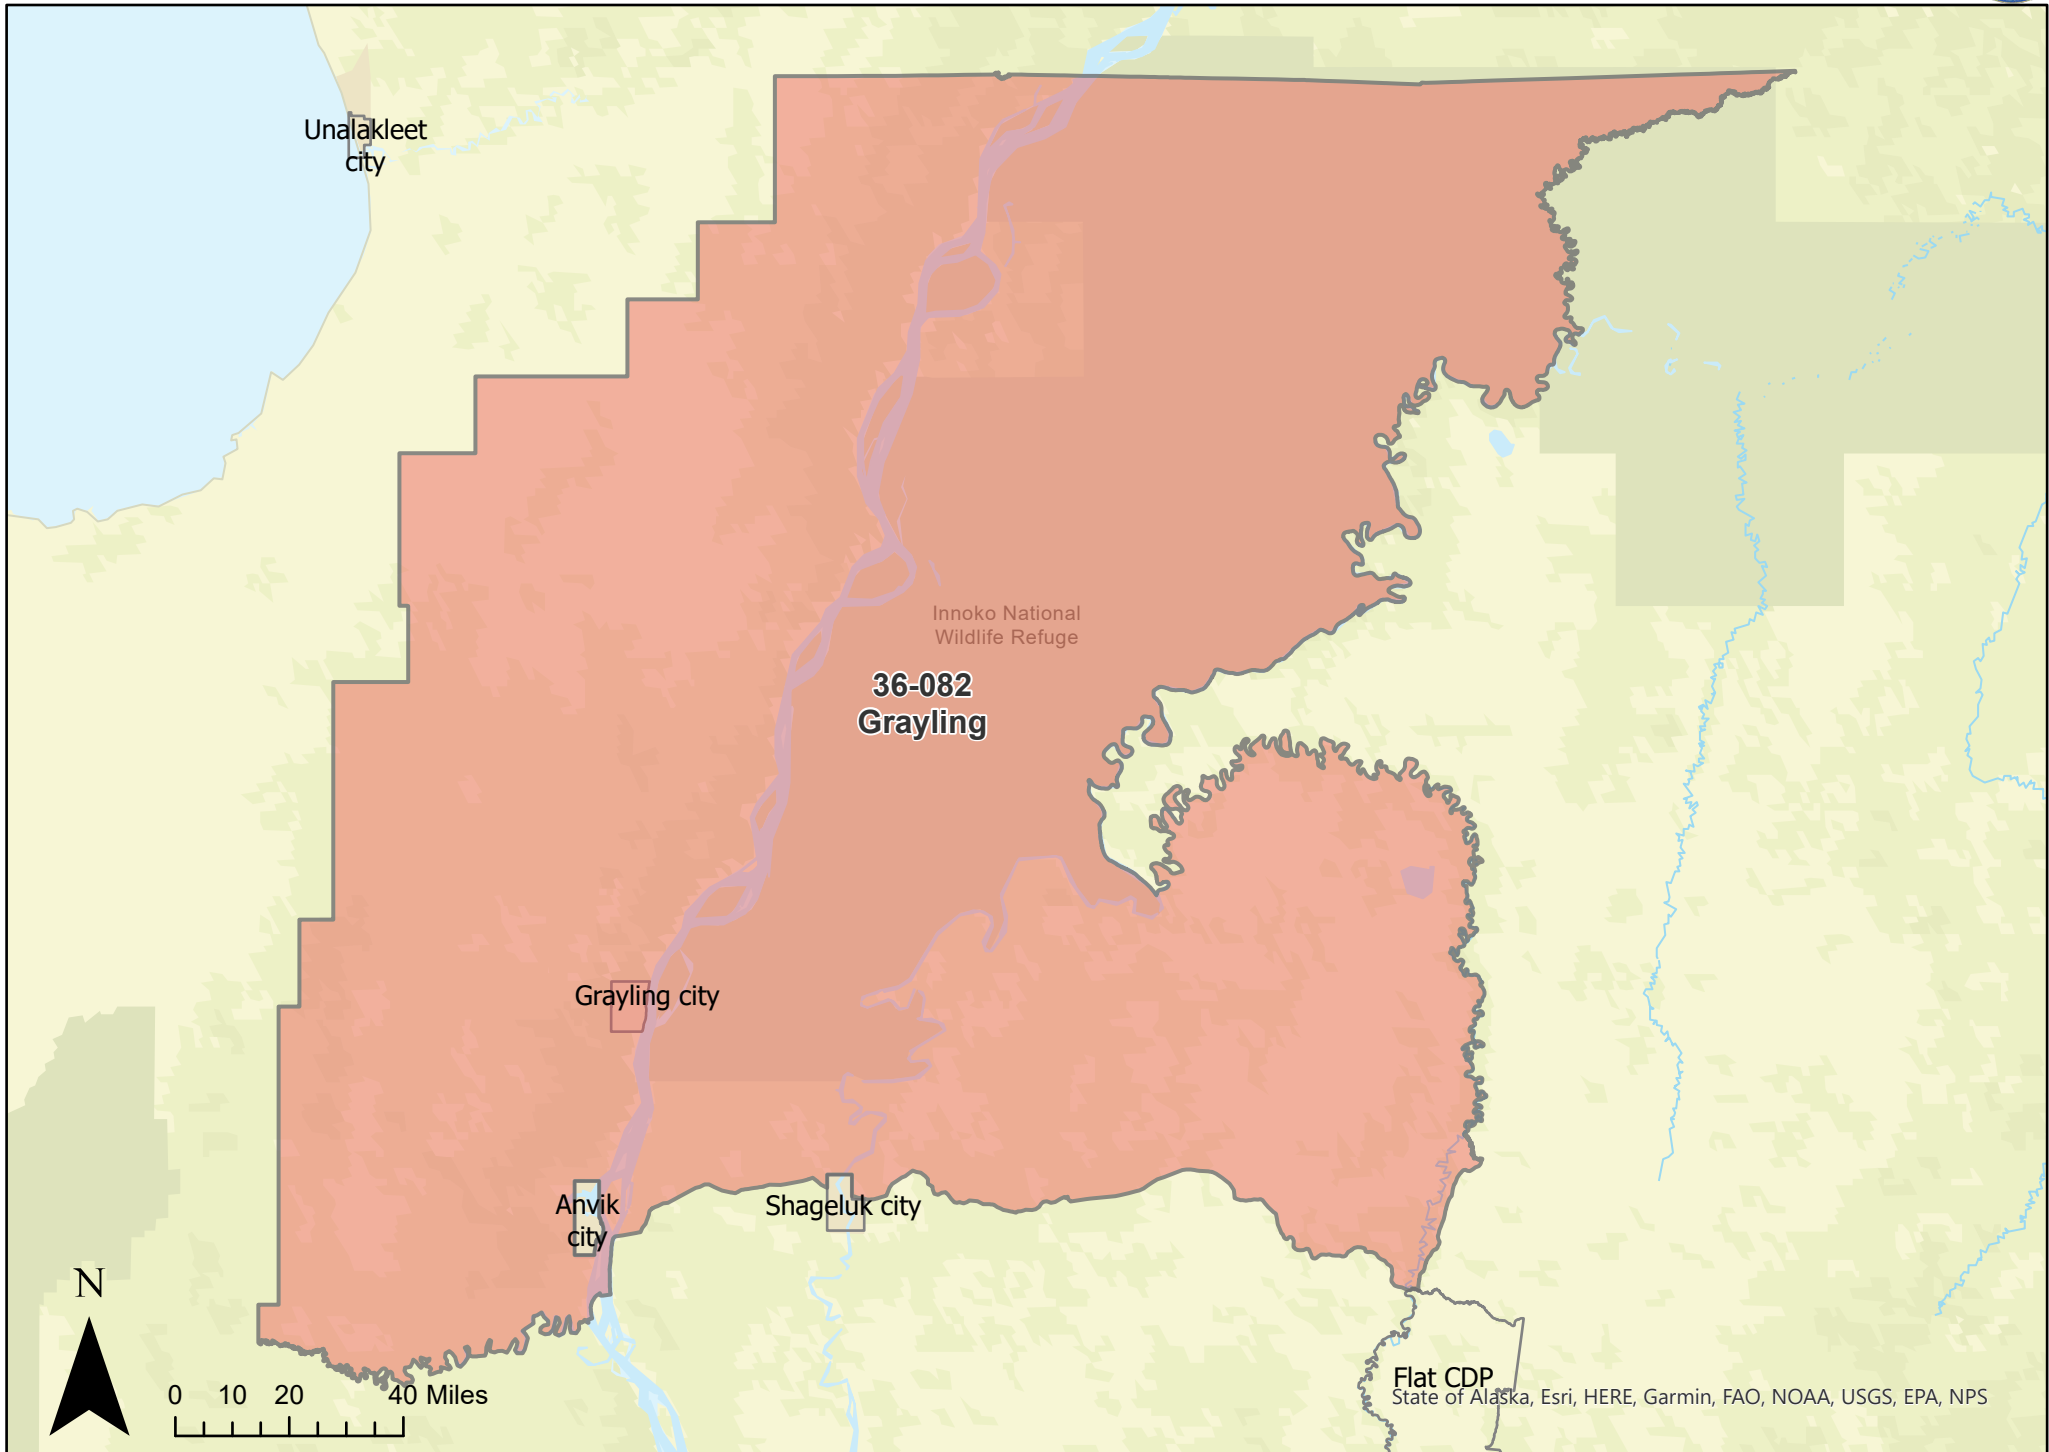 Unalakleet
city
Innoko National
Wildlife Refuge
36-082
Grayling
Grayling city
Anvik
city
Shageluk city
N
0 10 20 40 Miles
Flat CDP
State of Alaska, Esri, HERE, Garmin, FAO, NOAA, USGS, EPA, NPS